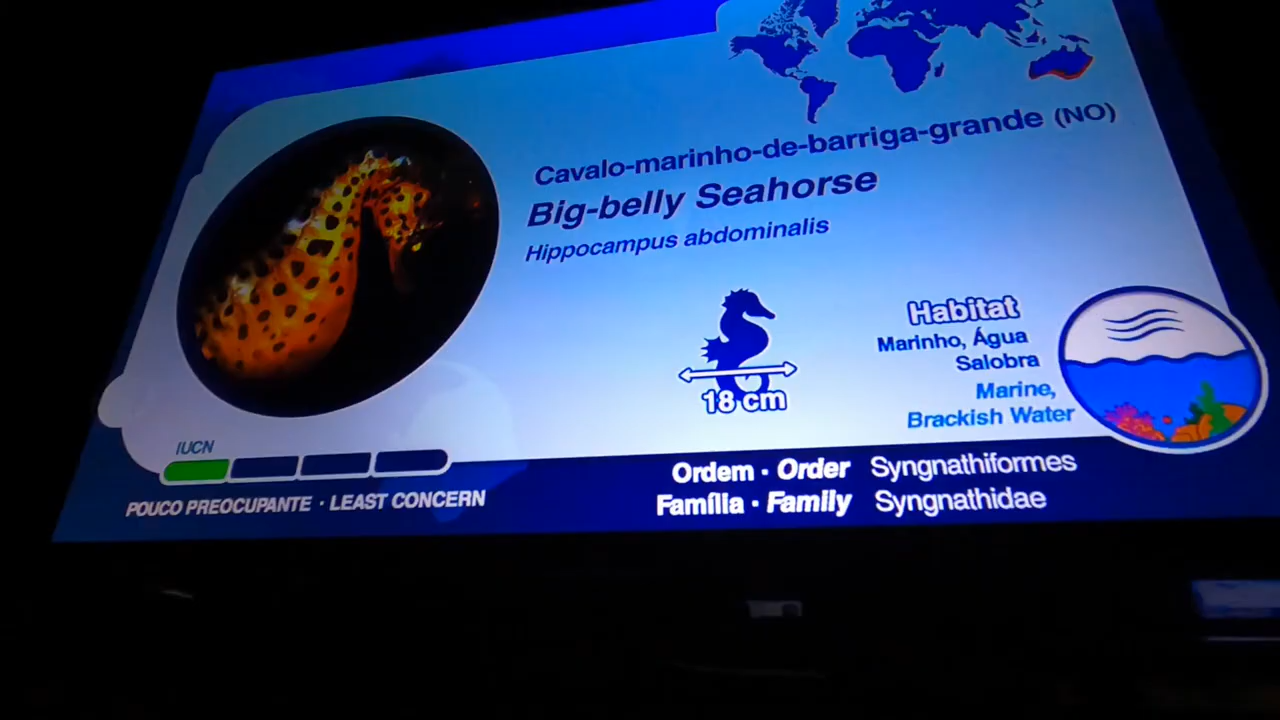 Cavalo-marinho-de-barriga-grande (NO)
Big-belly Seahorse
Hippocampus abdominalis
18 cm
Habitat
Marinho, Água
Salobra
Marine,
Brackish Water
IUCN
POUCO PREOCUPANTE · LEAST CONCERN
Ordem · Order Syngnathiformes
Família · Family Syngnathidae